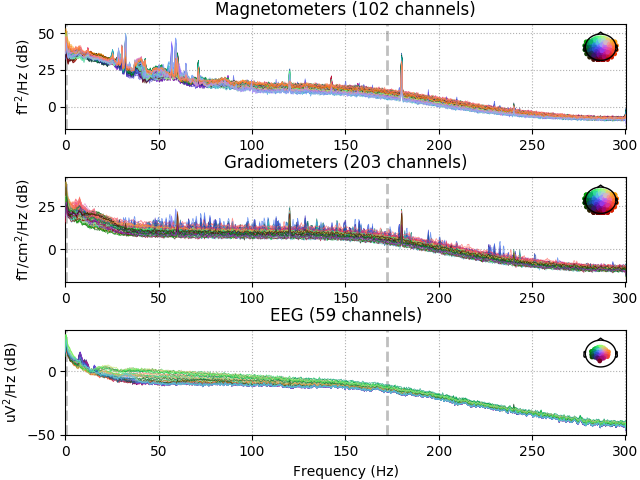 Magnetometers (102 channels)
fT²/Hz (dB)
50
25
0
0 50 100 150 200 250 300
Gradiometers (203 channels)
fT/cm²/Hz (dB)
25
0
0 50 100 150 200 250 300
EEG (59 channels)
uV²/Hz (dB)
0
−50
0 50 100 150 200 250 300
Frequency (Hz)